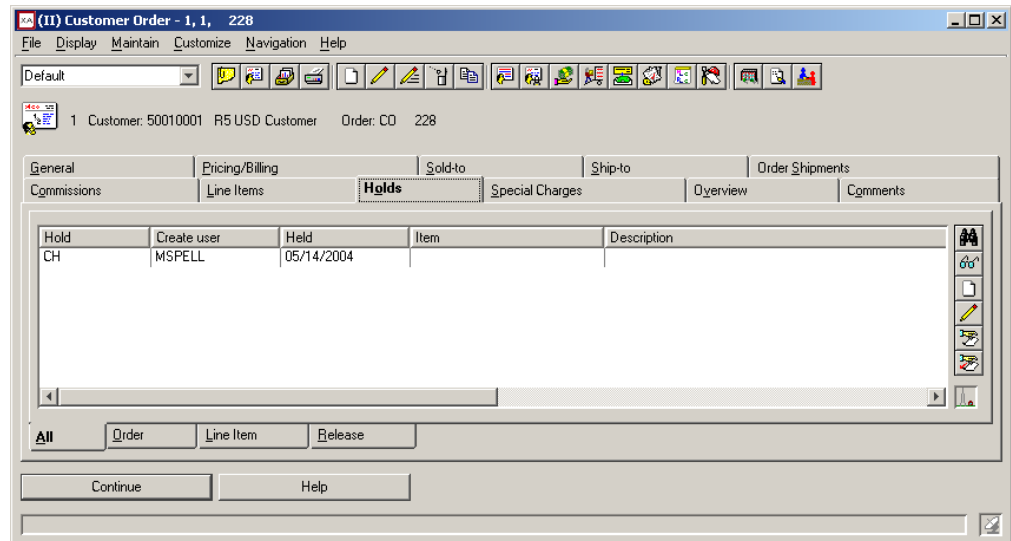 XA (II) Customer Order - 1, 1, 228
File Display Maintain Customize Navigation Help
Default
1 Customer: 50010001 R5 USD Customer Order: CO 228
General Pricing/Billing Sold-to Ship-to Order Shipments
Commissions Line Items Holds Special Charges Overview Comments
Hold Create user Held Item Description
CH MSPELL 05/14/2004
All Order Line Item Release
Continue Help